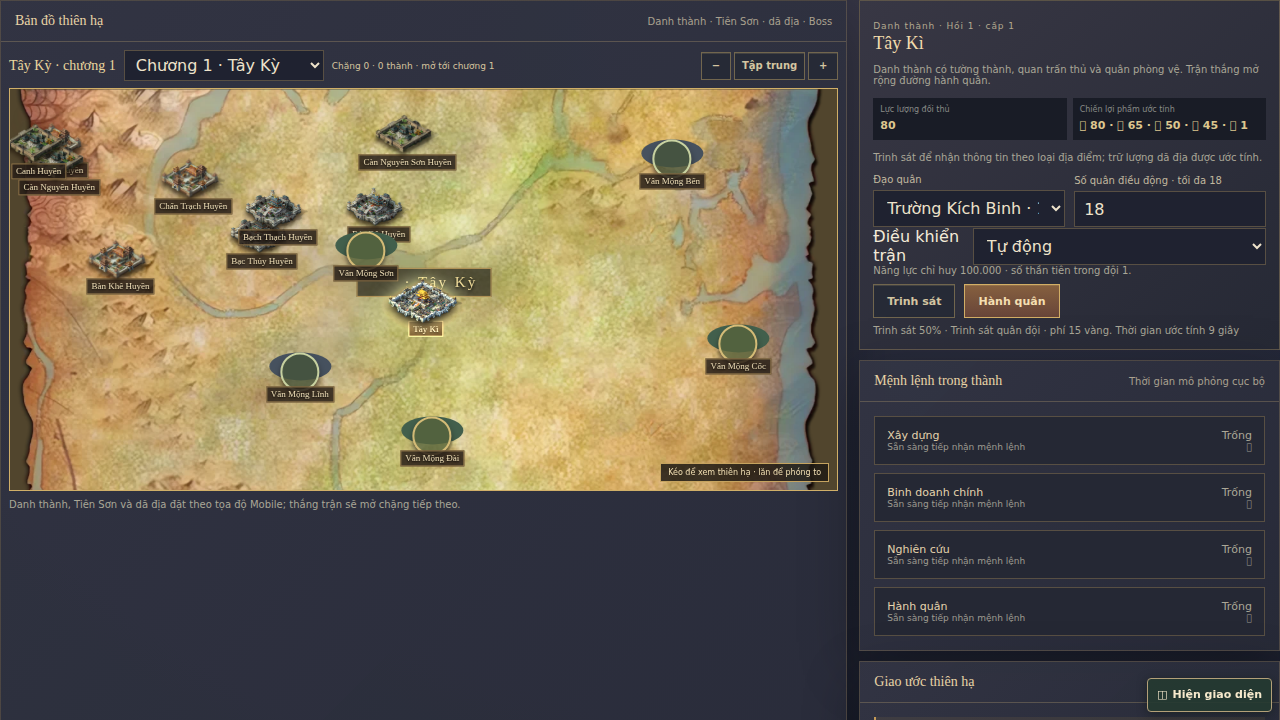 Bản đồ thiên hạ
Danh thành · Tiên Sơn · dã địa · Boss
Tây Kỳ · chương 1
Chương 1 · Tây Kỳ
Chặng 0 · 0 thành · mở tới chương 1
−
Tập trung
+
Càn Nguyên Sơn Huyền
Vân Mộng Bến
Canh Huyền
yền
Càn Nguyên Huyền
Chấn Trạch Huyền
Bạch Thạch Huyền
Huyền
Bạc Thủy Huyền
Vân Mộng Sơn
Bàn Khê Huyền
· Tây Kỳ
Tây Kì
Vân Mộng Cốc
Vân Mộng Lĩnh
Vân Mộng Đài
Kéo để xem thiên hạ · lăn để phóng to
Danh thành, Tiên Sơn và dã địa đặt theo tọa độ Mobile; thắng trận sẽ mở chặng tiếp theo.
Danh thành · Hồi 1 · cấp 1
Tây Kì
Danh thành có tường thành, quan trấn thủ và quân phòng vệ. Trận thắng mở
rộng đường hành quân.
Lực lượng đối thủ
80
Chiến lợi phẩm ước tính
80 · 65 · 50 · 45 · 1
Trinh sát để nhận thông tin theo loại địa điểm; trữ lượng dã địa được ước tính.
Đạo quân
Số quân điều động · tối đa 18
Trường Kích Binh ·
18
Điều khiển
trận
Tự động
Năng lực chỉ huy 100.000 · số thần tiên trong đội 1.
Trinh sát
Hành quân
Trinh sát 50% · Trinh sát quân đội · phí 15 vàng. Thời gian ước tính 9 giây
Mệnh lệnh trong thành
Thời gian mô phỏng cục bộ
Xây dựng
Trống
Sẵn sàng tiếp nhận mệnh lệnh
Binh doanh chính
Trống
Sẵn sàng tiếp nhận mệnh lệnh
Nghiên cứu
Trống
Sẵn sàng tiếp nhận mệnh lệnh
Hành quân
Trống
Sẵn sàng tiếp nhận mệnh lệnh
Giao ước thiên hạ
Hiện giao diện